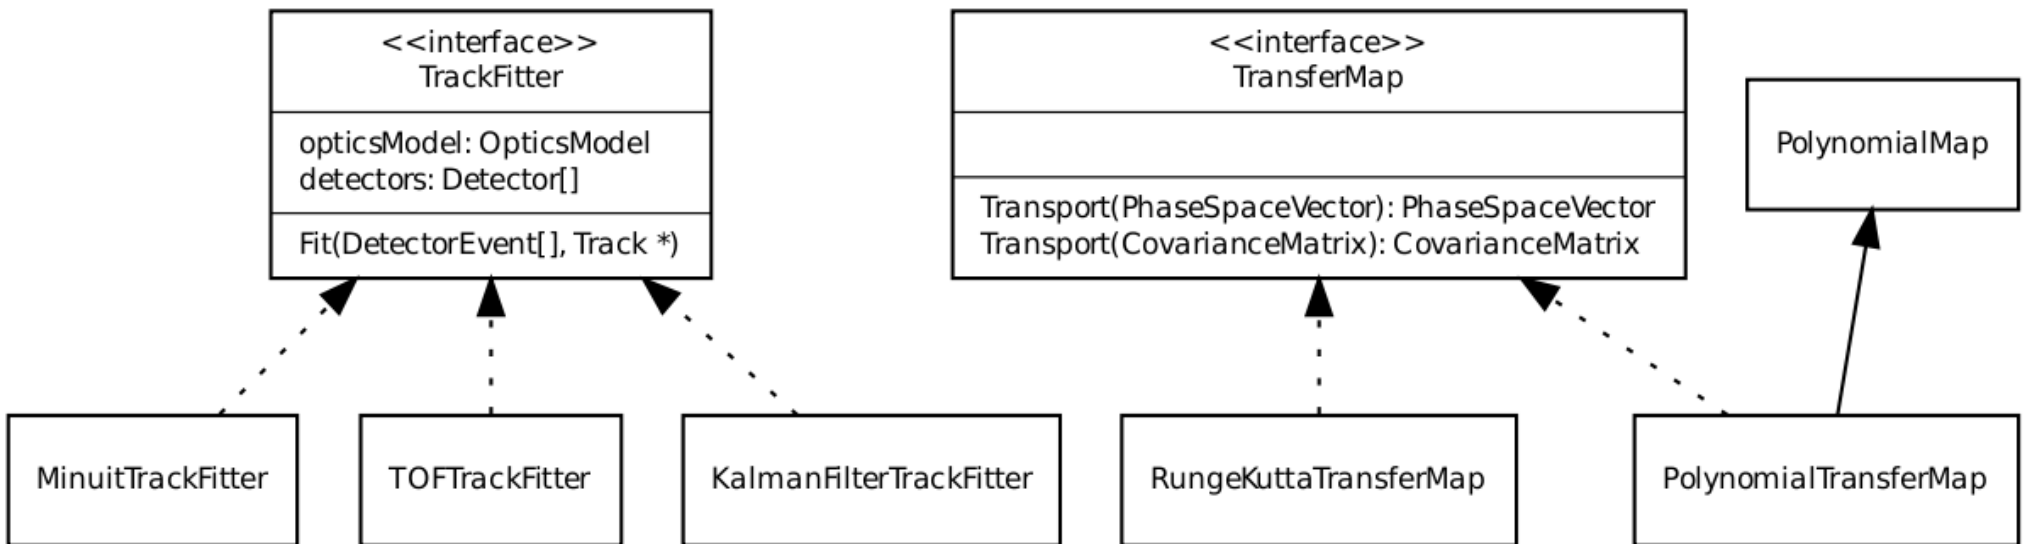 <<interface>>
TrackFitter
opticsModel: OpticsModel
detectors: Detector[]
Fit(DetectorEvent[], Track *)
<<interface>>
TransferMap
Transport(PhaseSpaceVector): PhaseSpaceVector
Transport(CovarianceMatrix): CovarianceMatrix
PolynomialMap
MinuitTrackFitter
TOFTrackFitter
KalmanFilterTrackFitter
RungeKuttaTransferMap
PolynomialTransferMap